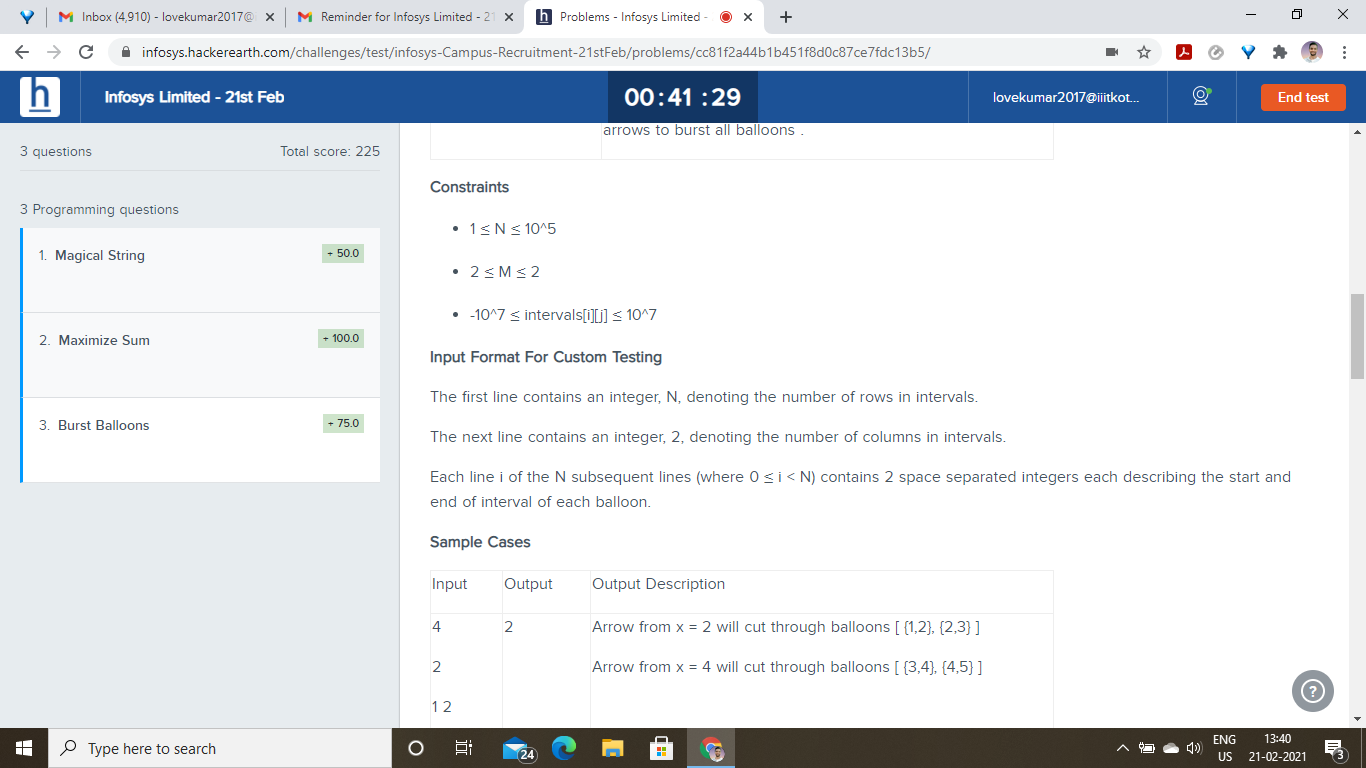 Inbox (4,910) - lovekumar2017@
Reminder for Infosys Limited - 21
Problems - Infosys Limited -
infosys.hackerearth.com/challenges/test/infosys-Campus-Recruitment-21stFeb/problems/cc81f2a44b1b451f8d0c87ce7fdc13b5/
h
Infosys Limited - 21st Feb
00:41 :29
lovekumar2017@iiitkot...
End test
3 questions
Total score: 225
3 Programming questions
1. Magical String
+ 50.0
2. Maximize Sum
+ 100.0
3. Burst Balloons
+ 75.0
arrows to burst all balloons .
Constraints
• 1 ≤ N ≤ 10^5
• 2 ≤ M ≤ 2
• -10^7 ≤ intervals[i][j] ≤ 10^7
Input Format For Custom Testing
The first line contains an integer, N, denoting the number of rows in intervals.
The next line contains an integer, 2, denoting the number of columns in intervals.
Each line i of the N subsequent lines (where 0 ≤ i < N) contains 2 space separated integers each describing the start and
end of interval of each balloon.
Sample Cases
Input Output Output Description
4 2 Arrow from x = 2 will cut through balloons [ {1,2}, {2,3} ]
2 Arrow from x = 4 will cut through balloons [ {3,4}, {4,5} ]
1 2
?
Type here to search
24
ENG
US
13:40
21-02-2021
3